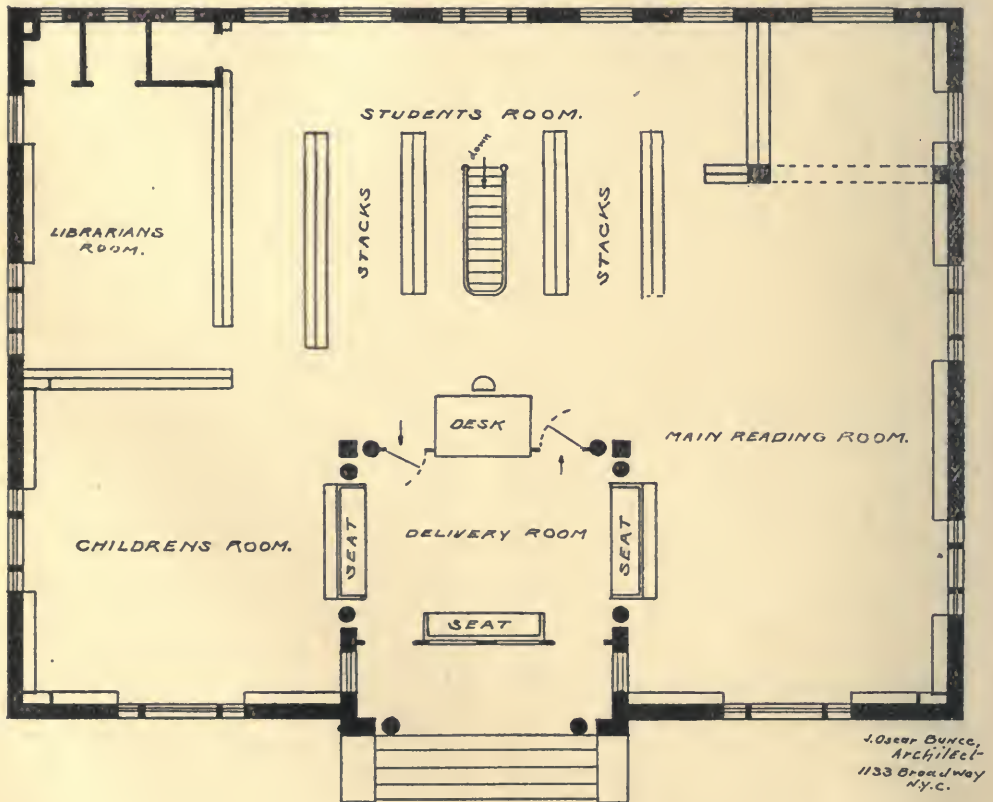 STUDENTS ROOM.
down
STACKS
STACKS
LIBRARIANS
ROOM.
DESK
MAIN READING ROOM.
CHILDRENS ROOM.
SEAT
DELIVERY ROOM
SEAT
SEAT
J. Oscar Bunce,
Architect
1133 Broadway
N.Y.C.